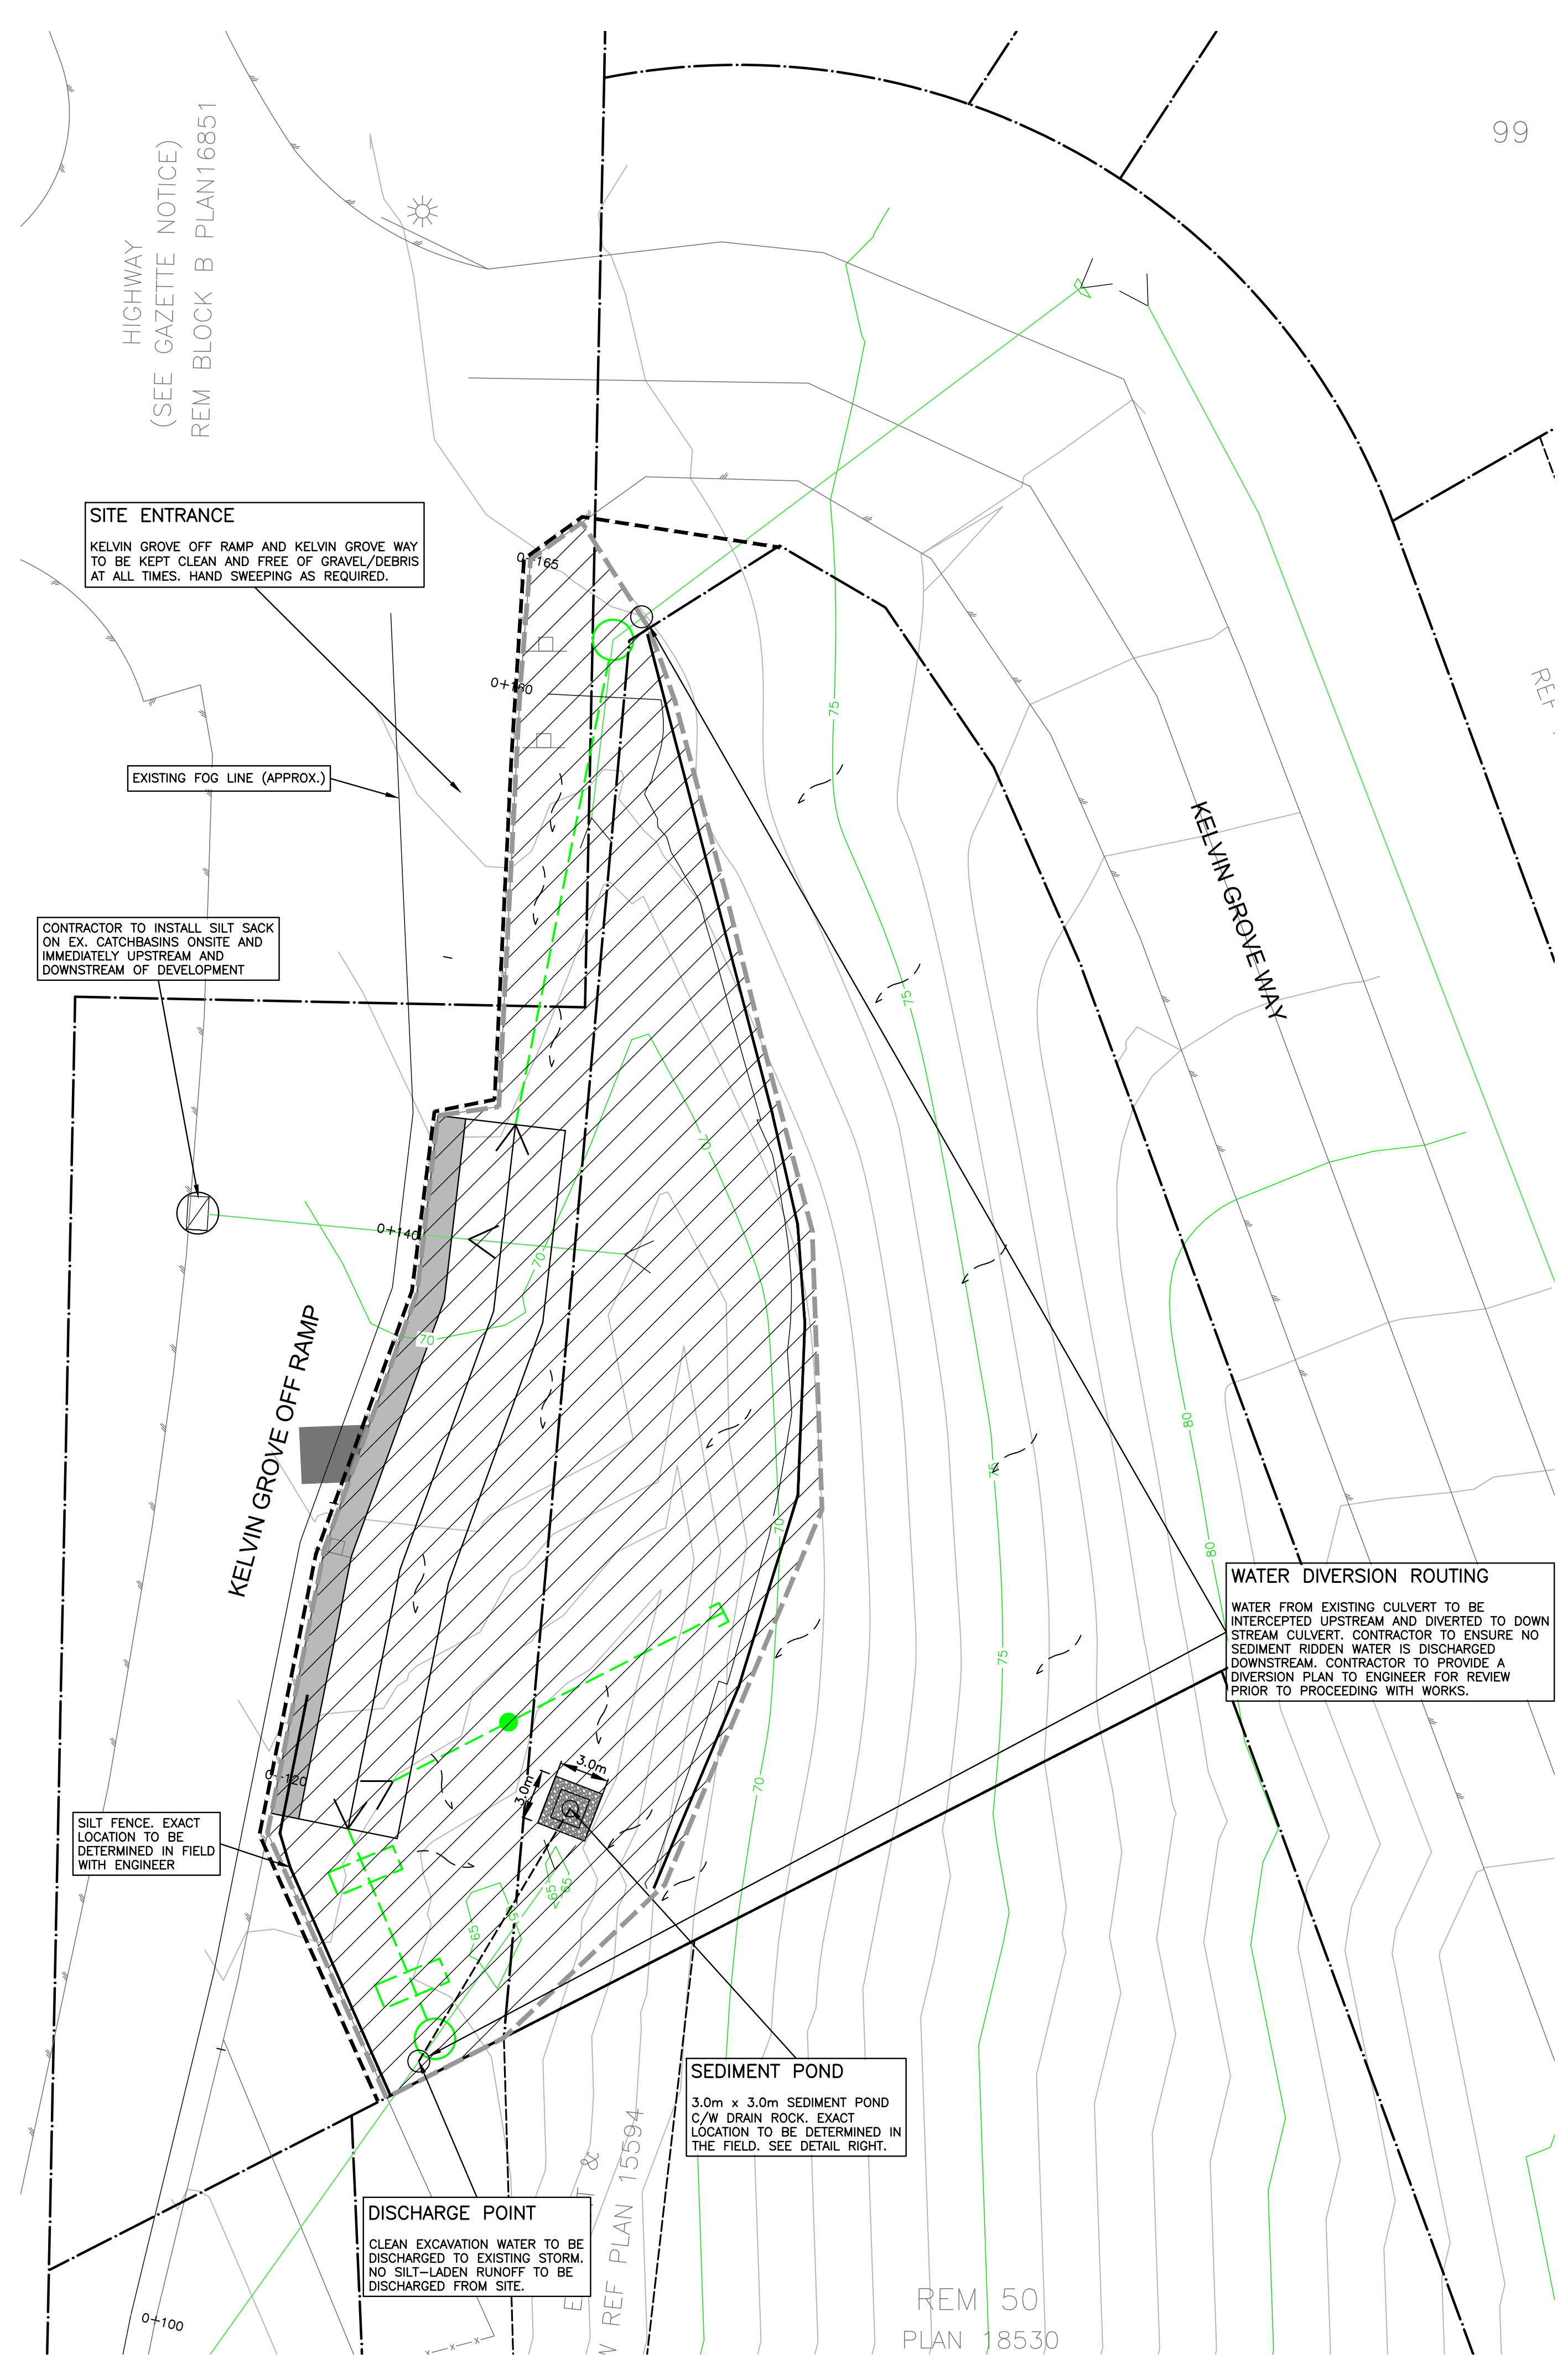 99
HIGHWAY
(SEE GAZETTE NOTICE)
REM BLOCK B PLAN16851
SITE ENTRANCE
KELVIN GROVE OFF RAMP AND KELVIN GROVE WAY
TO BE KEPT CLEAN AND FREE OF GRAVEL/DEBRIS
AT ALL TIMES. HAND SWEEPING AS REQUIRED.
0+165
0+160
75
EXISTING FOG LINE (APPROX.)
KELVIN GROVE WAY
CONTRACTOR TO INSTALL SILT SACK
ON EX. CATCHBASINS ONSITE AND
IMMEDIATELY UPSTREAM AND
DOWNSTREAM OF DEVELOPMENT
75
70
0+140
70
70
KELVIN GROVE OFF RAMP
80
75
70
80
WATER DIVERSION ROUTING
WATER FROM EXISTING CULVERT TO BE
INTERCEPTED UPSTREAM AND DIVERTED TO DOWN
STREAM CULVERT. CONTRACTOR TO ENSURE NO
SEDIMENT RIDDEN WATER IS DISCHARGED
DOWNSTREAM. CONTRACTOR TO PROVIDE A
DIVERSION PLAN TO ENGINEER FOR REVIEW
PRIOR TO PROCEEDING WITH WORKS.
75
3.0m
3.0m
0+120
70
SILT FENCE. EXACT
LOCATION TO BE
DETERMINED IN FIELD
WITH ENGINEER
65
65
65
65
SEDIMENT POND
3.0m x 3.0m SEDIMENT POND
C/W DRAIN ROCK. EXACT
LOCATION TO BE DETERMINED IN
THE FIELD. SEE DETAIL RIGHT.
DISCHARGE POINT
CLEAN EXCAVATION WATER TO BE
DISCHARGED TO EXISTING STORM.
NO SILT-LADEN RUNOFF TO BE
DISCHARGED FROM SITE.
&
REF PLAN 15594
REM 50
PLAN 18530
0+100
x x x